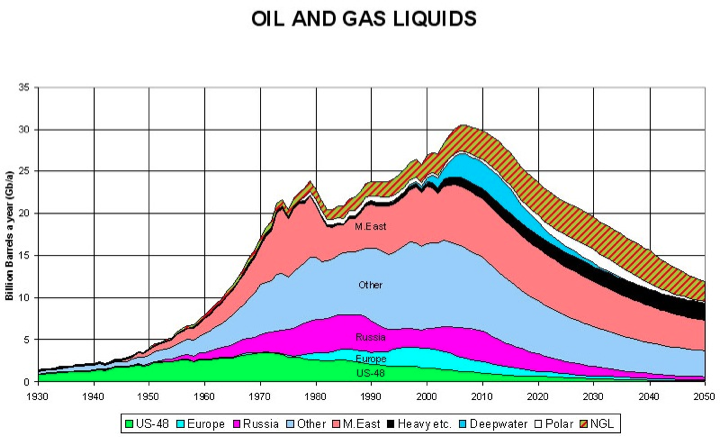 OIL AND GAS LIQUIDS
Billion Barrels a year (Gb/a)
35
30
25
20
15
10
5
0
M.East
Other
Russia
Europe
US-48
1930 1940 1950 1960 1970 1980 1990 2000 2010 2020 2030 2040 2050
US-48 Europe Russia Other M.East Heavy etc. Deepwater Polar NGL